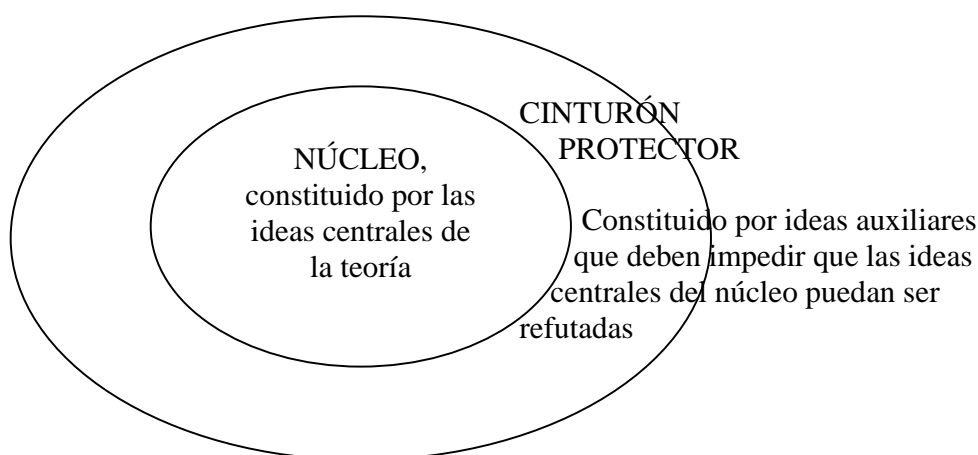 NÚCLEO,
constituido por las
ideas centrales de
la teoría
CINTURÓN
PROTECTOR
Constituido por ideas auxiliares
que deben impedir que las ideas
centrales del núcleo puedan ser
refutadas